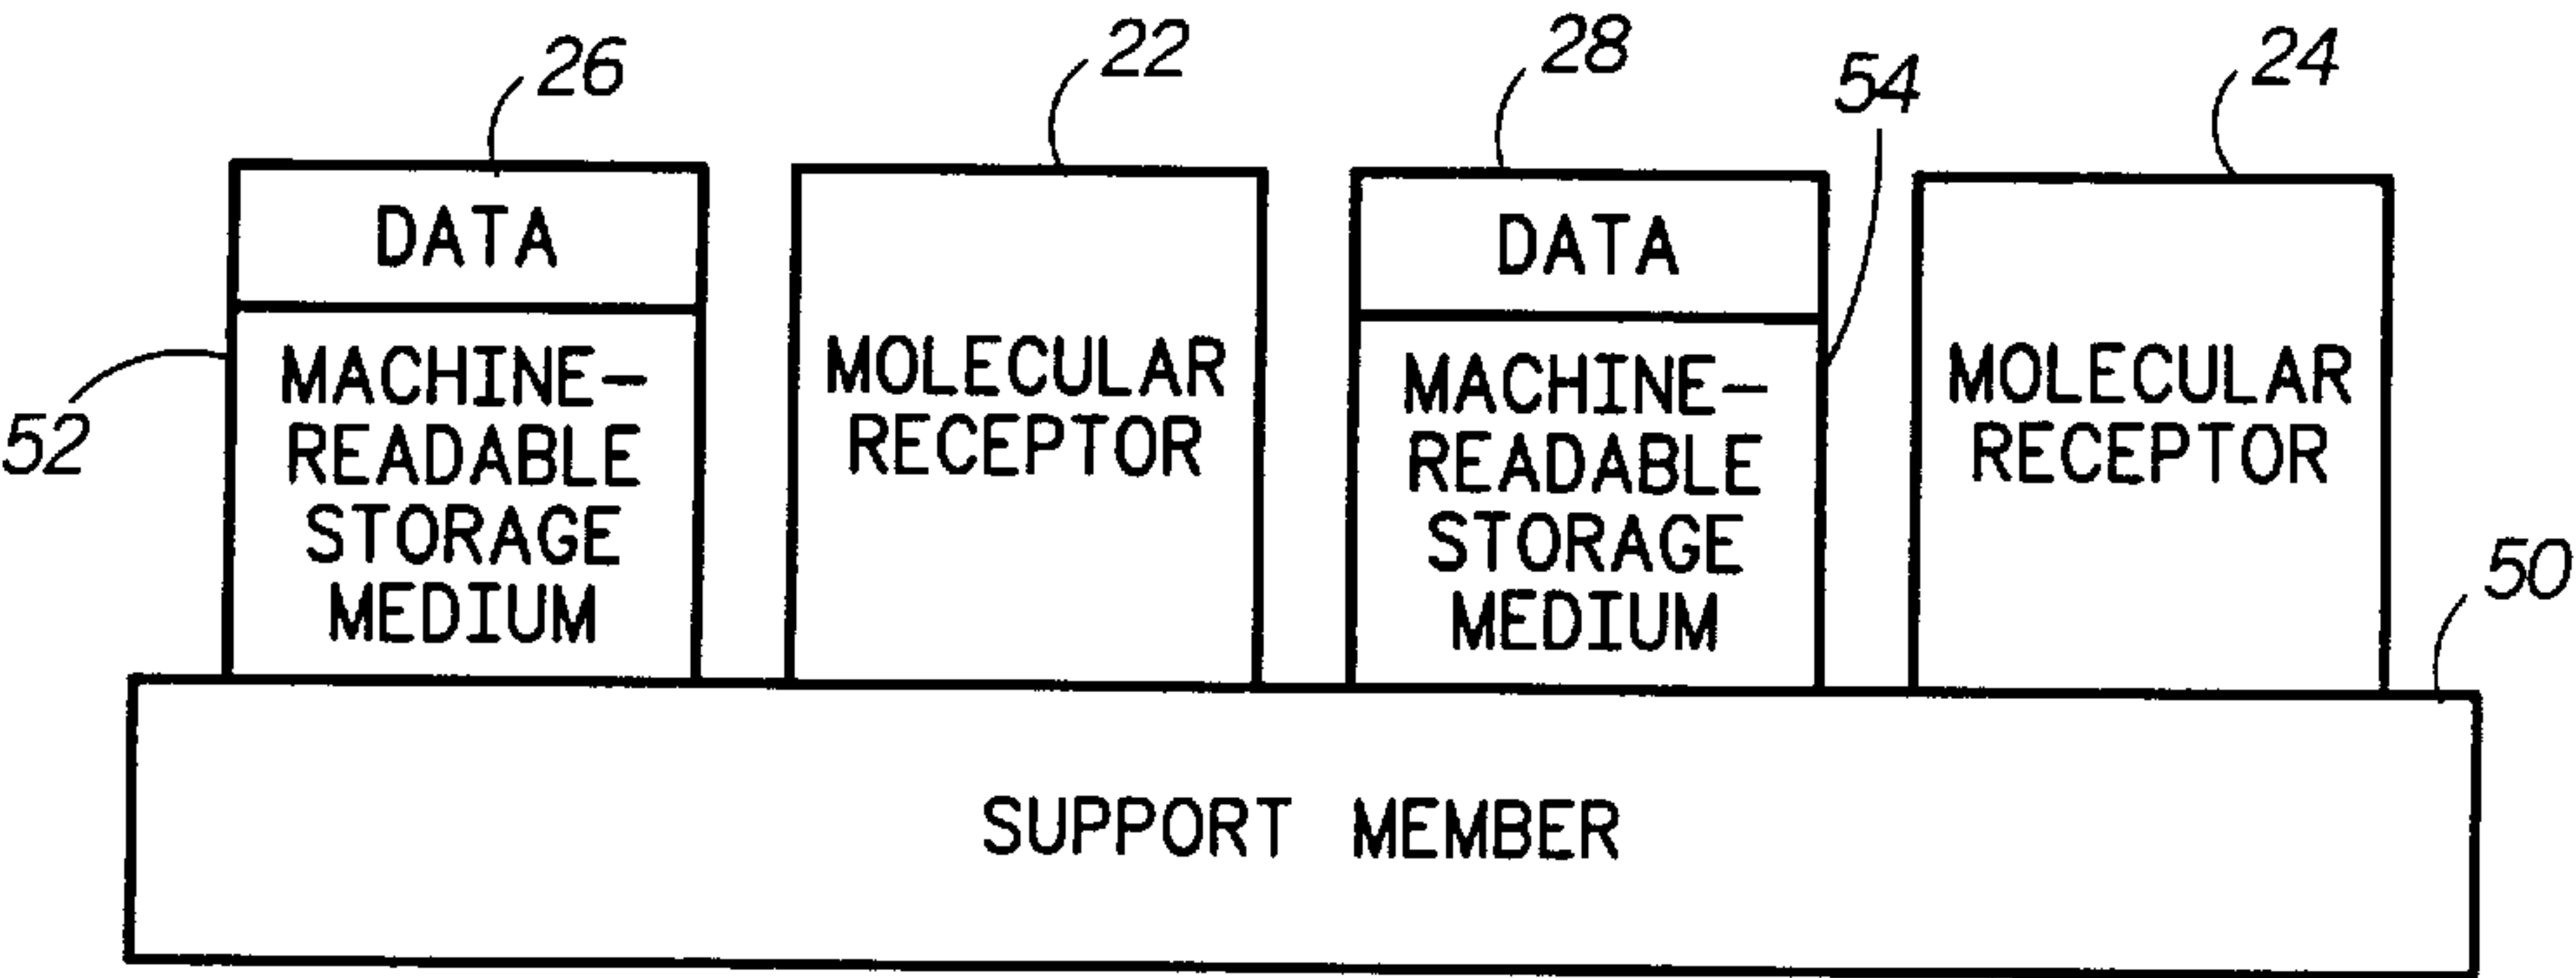 26
22
28
54
24
DATA
DATA
MACHINE-
READABLE
STORAGE
MEDIUM
MOLECULAR
RECEPTOR
MACHINE-
READABLE
STORAGE
MEDIUM
MOLECULAR
RECEPTOR
52
50
SUPPORT MEMBER